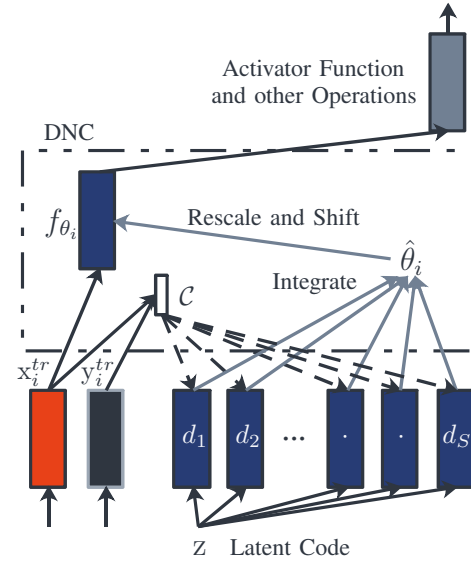 Activator Function
and other Operations
DNC
f_{θ_i}
Rescale and Shift
\hat{θ}_i
Integrate
𝒞
x_i^{tr} y_i^{tr}
d_1 d_2 ... . . d_S
z Latent Code